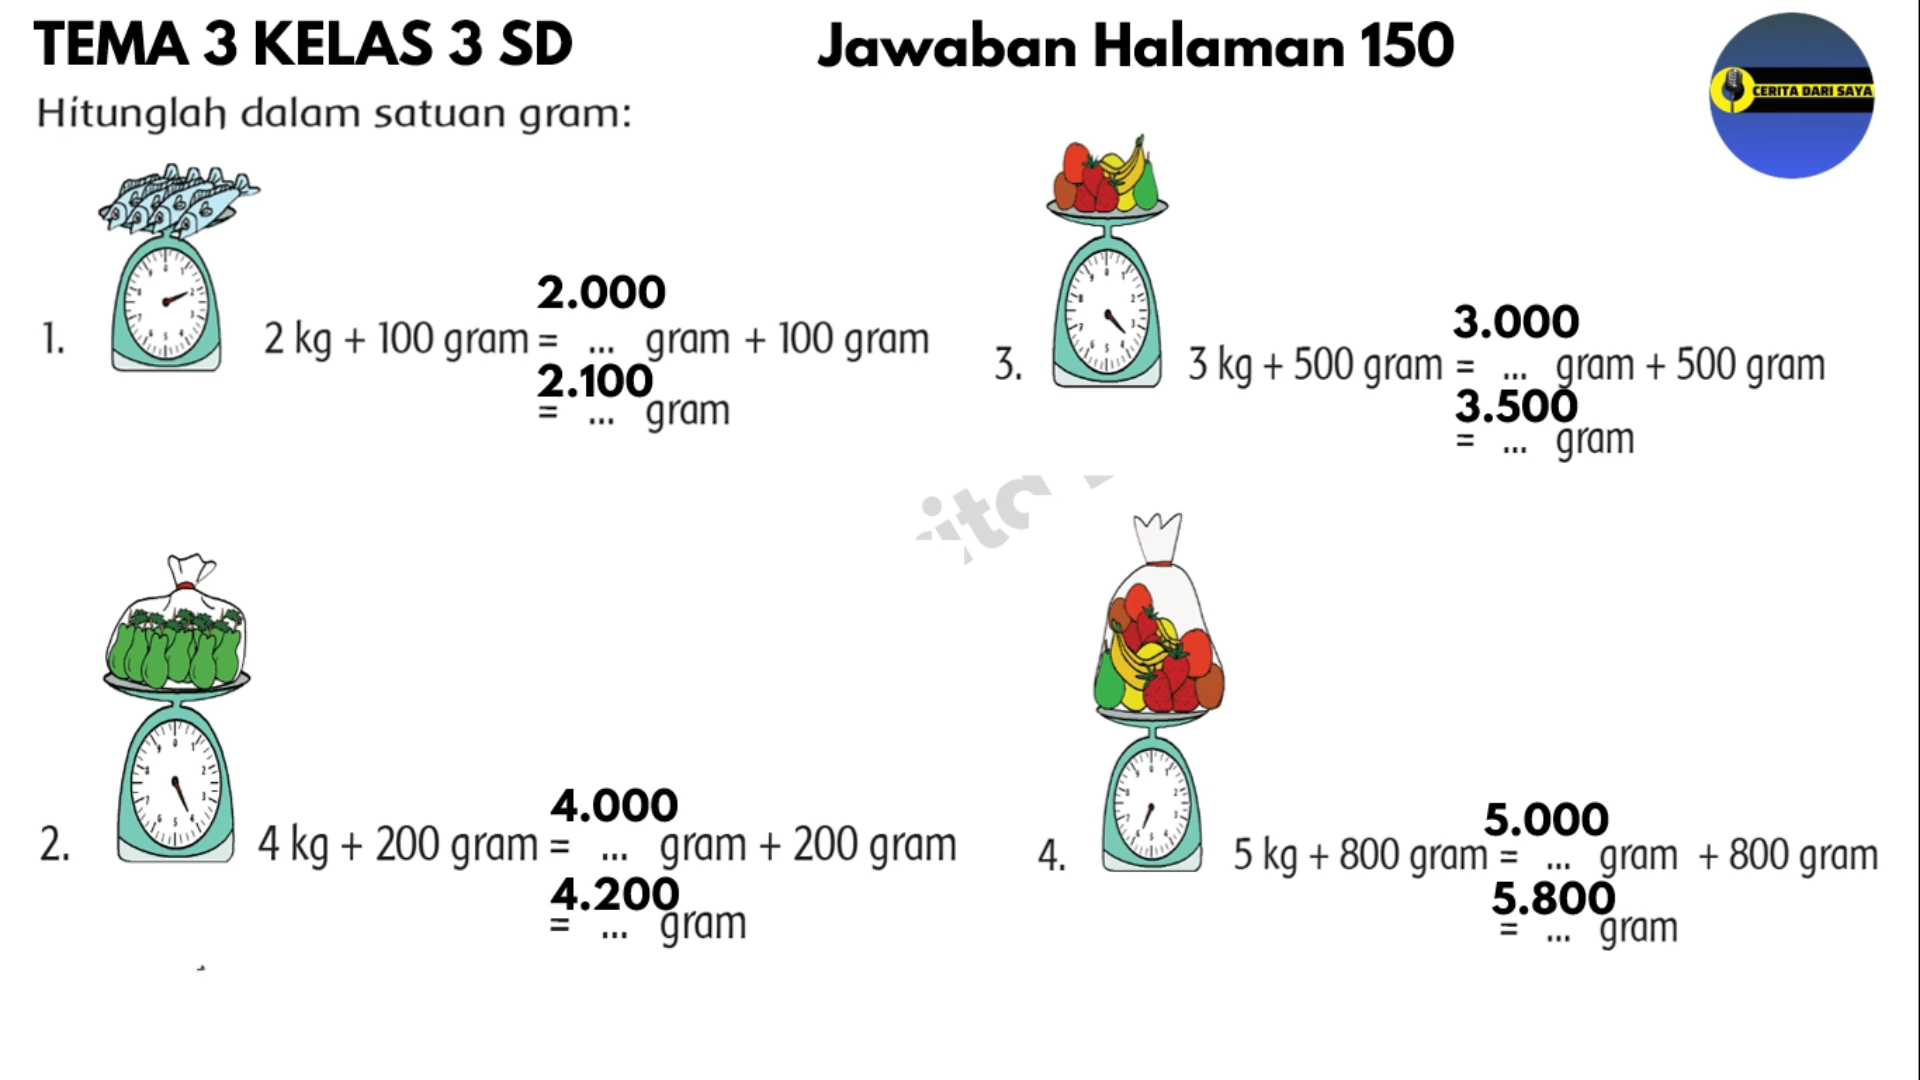 TEMA 3 KELAS 3 SD
Jawaban Halaman 150
CERITA DARI SAYA
Hitunglah dalam satuan gram:
2.000
1. 2 kg + 100 gram = ... gram + 100 gram
2.100
= ... gram
4.000
2. 4 kg + 200 gram = ... gram + 200 gram
4.200
= ... gram
3.000
3. 3 kg + 500 gram = ... gram + 500 gram
3.500
= ... gram
5.000
4. 5 kg + 800 gram = ... gram + 800 gram
5.800
= ... gram